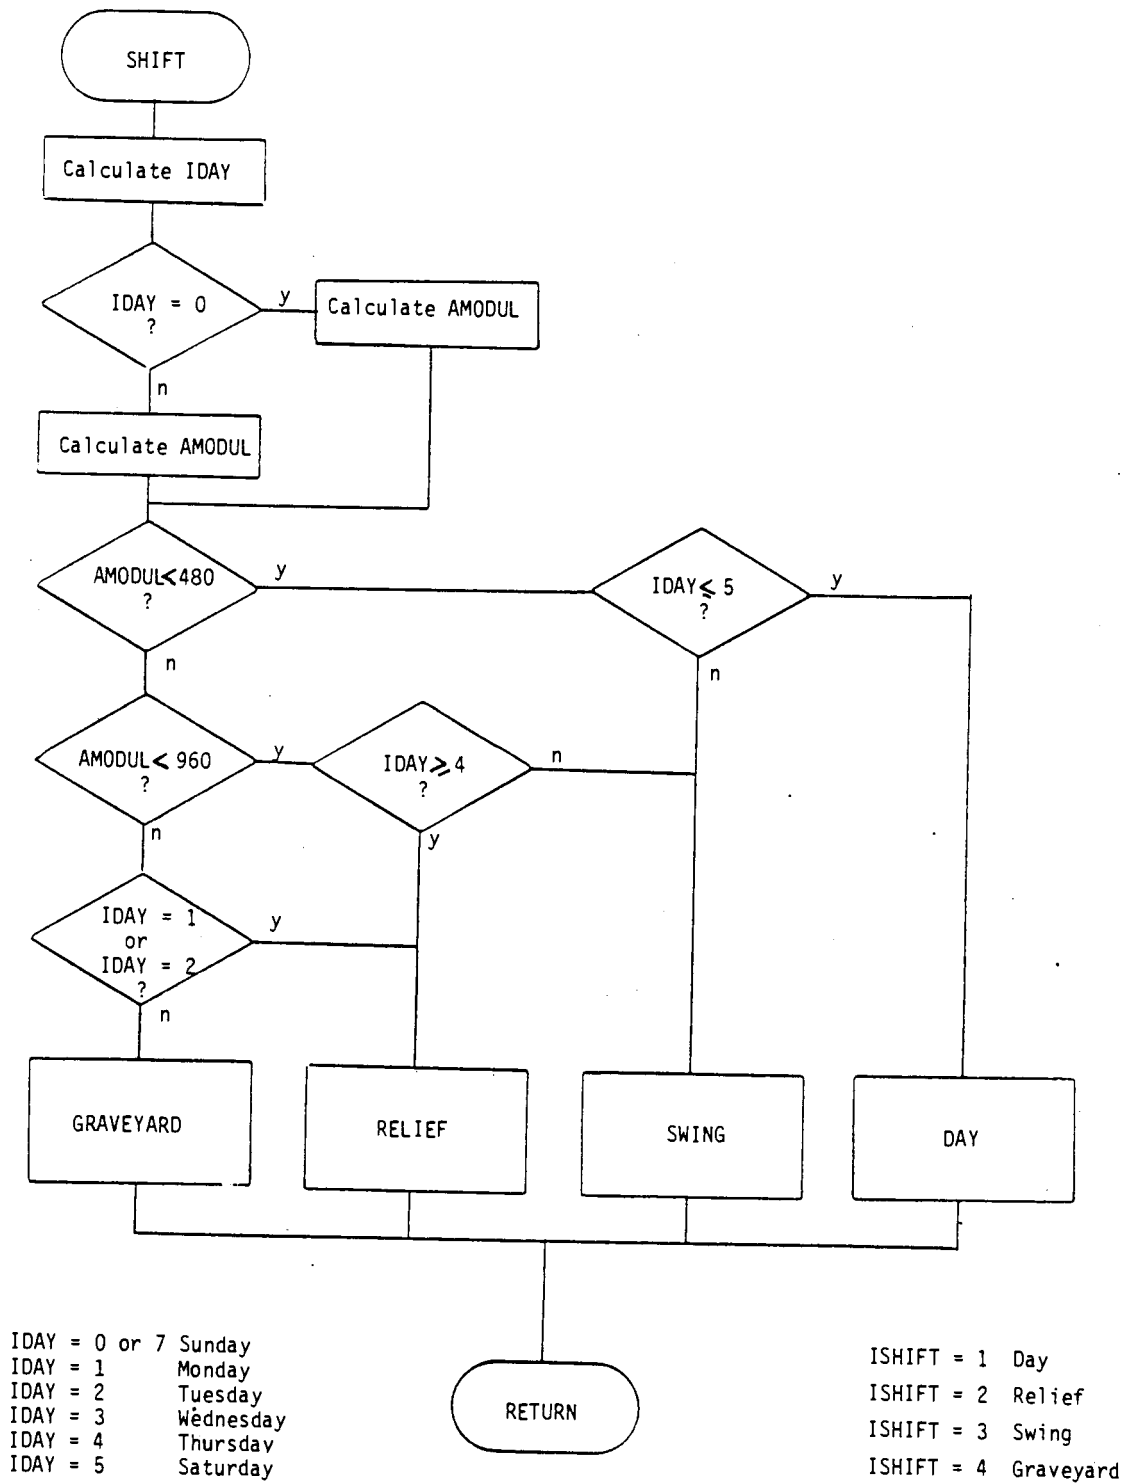 SHIFT
Calculate IDAY
IDAY = 0
?
y
Calculate AMODUL
n
Calculate AMODUL
AMODUL<480
?
y
n
IDAY⩽ 5
?
y
n
AMODUL< 960
?
y
n
IDAY⩾ 4
?
n
y
IDAY = 1
or
IDAY = 2
?
y
n
GRAVEYARD
RELIEF
SWING
DAY
RETURN
IDAY = 0 or 7 Sunday
IDAY = 1 Monday
IDAY = 2 Tuesday
IDAY = 3 Wednesday
IDAY = 4 Thursday
IDAY = 5 Saturday
ISHIFT = 1 Day
ISHIFT = 2 Relief
ISHIFT = 3 Swing
ISHIFT = 4 Graveyard